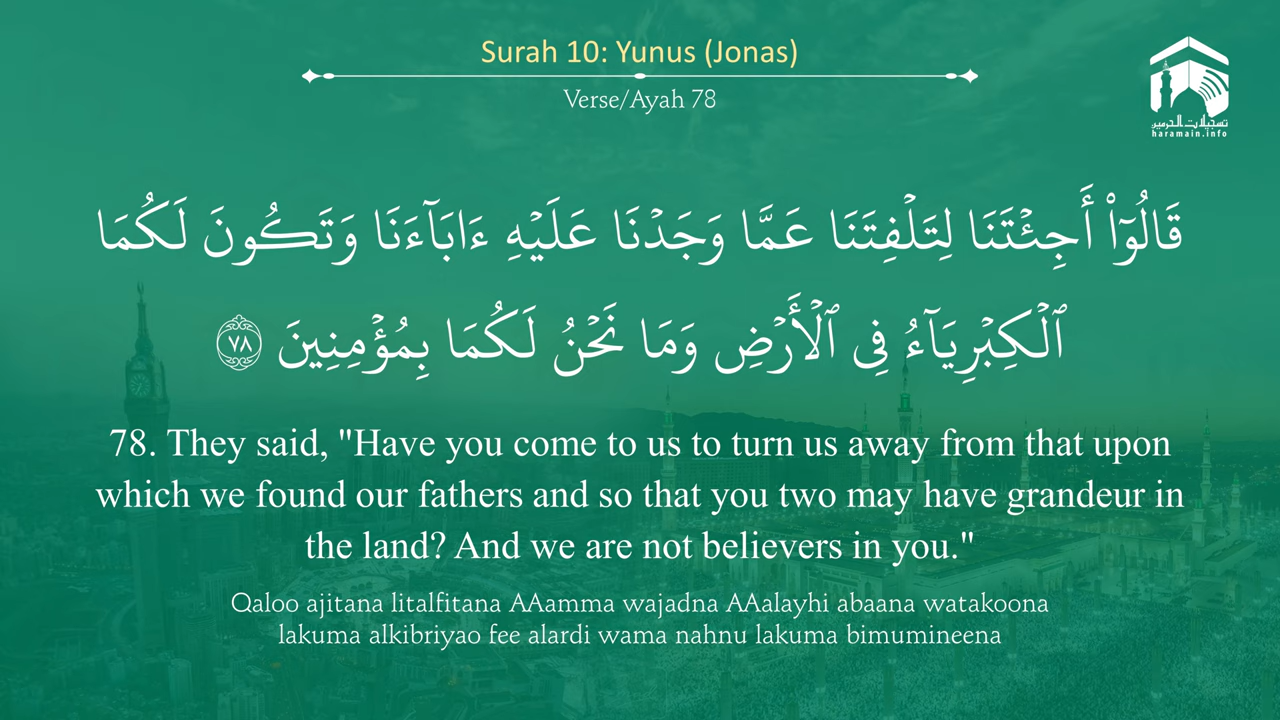 Surah 10: Yunus (Jonas)
Verse/Ayah 78
تسجيلات الحرمين
haramain.info
قَالُوٓا۟ أَجِئْتَنَا لِتَلْفِتَنَا عَمَّا وَجَدْنَا عَلَيْهِ ءَابَآءَنَا وَتَكُونَ لَكُمَا
ٱلْكِبْرِيَآءُ فِى ٱلْأَرْضِ وَمَا نَحْنُ لَكُمَا بِمُؤْمِنِينَ ٧٨
78. They said, "Have you come to us to turn us away from that upon
which we found our fathers and so that you two may have grandeur in
the land? And we are not believers in you."
Qaloo ajitana litalfitana AAamma wajadna AAalayhi abaana watakoona
lakuma alkibriyao fee alardi wama nahnu lakuma bimumineena